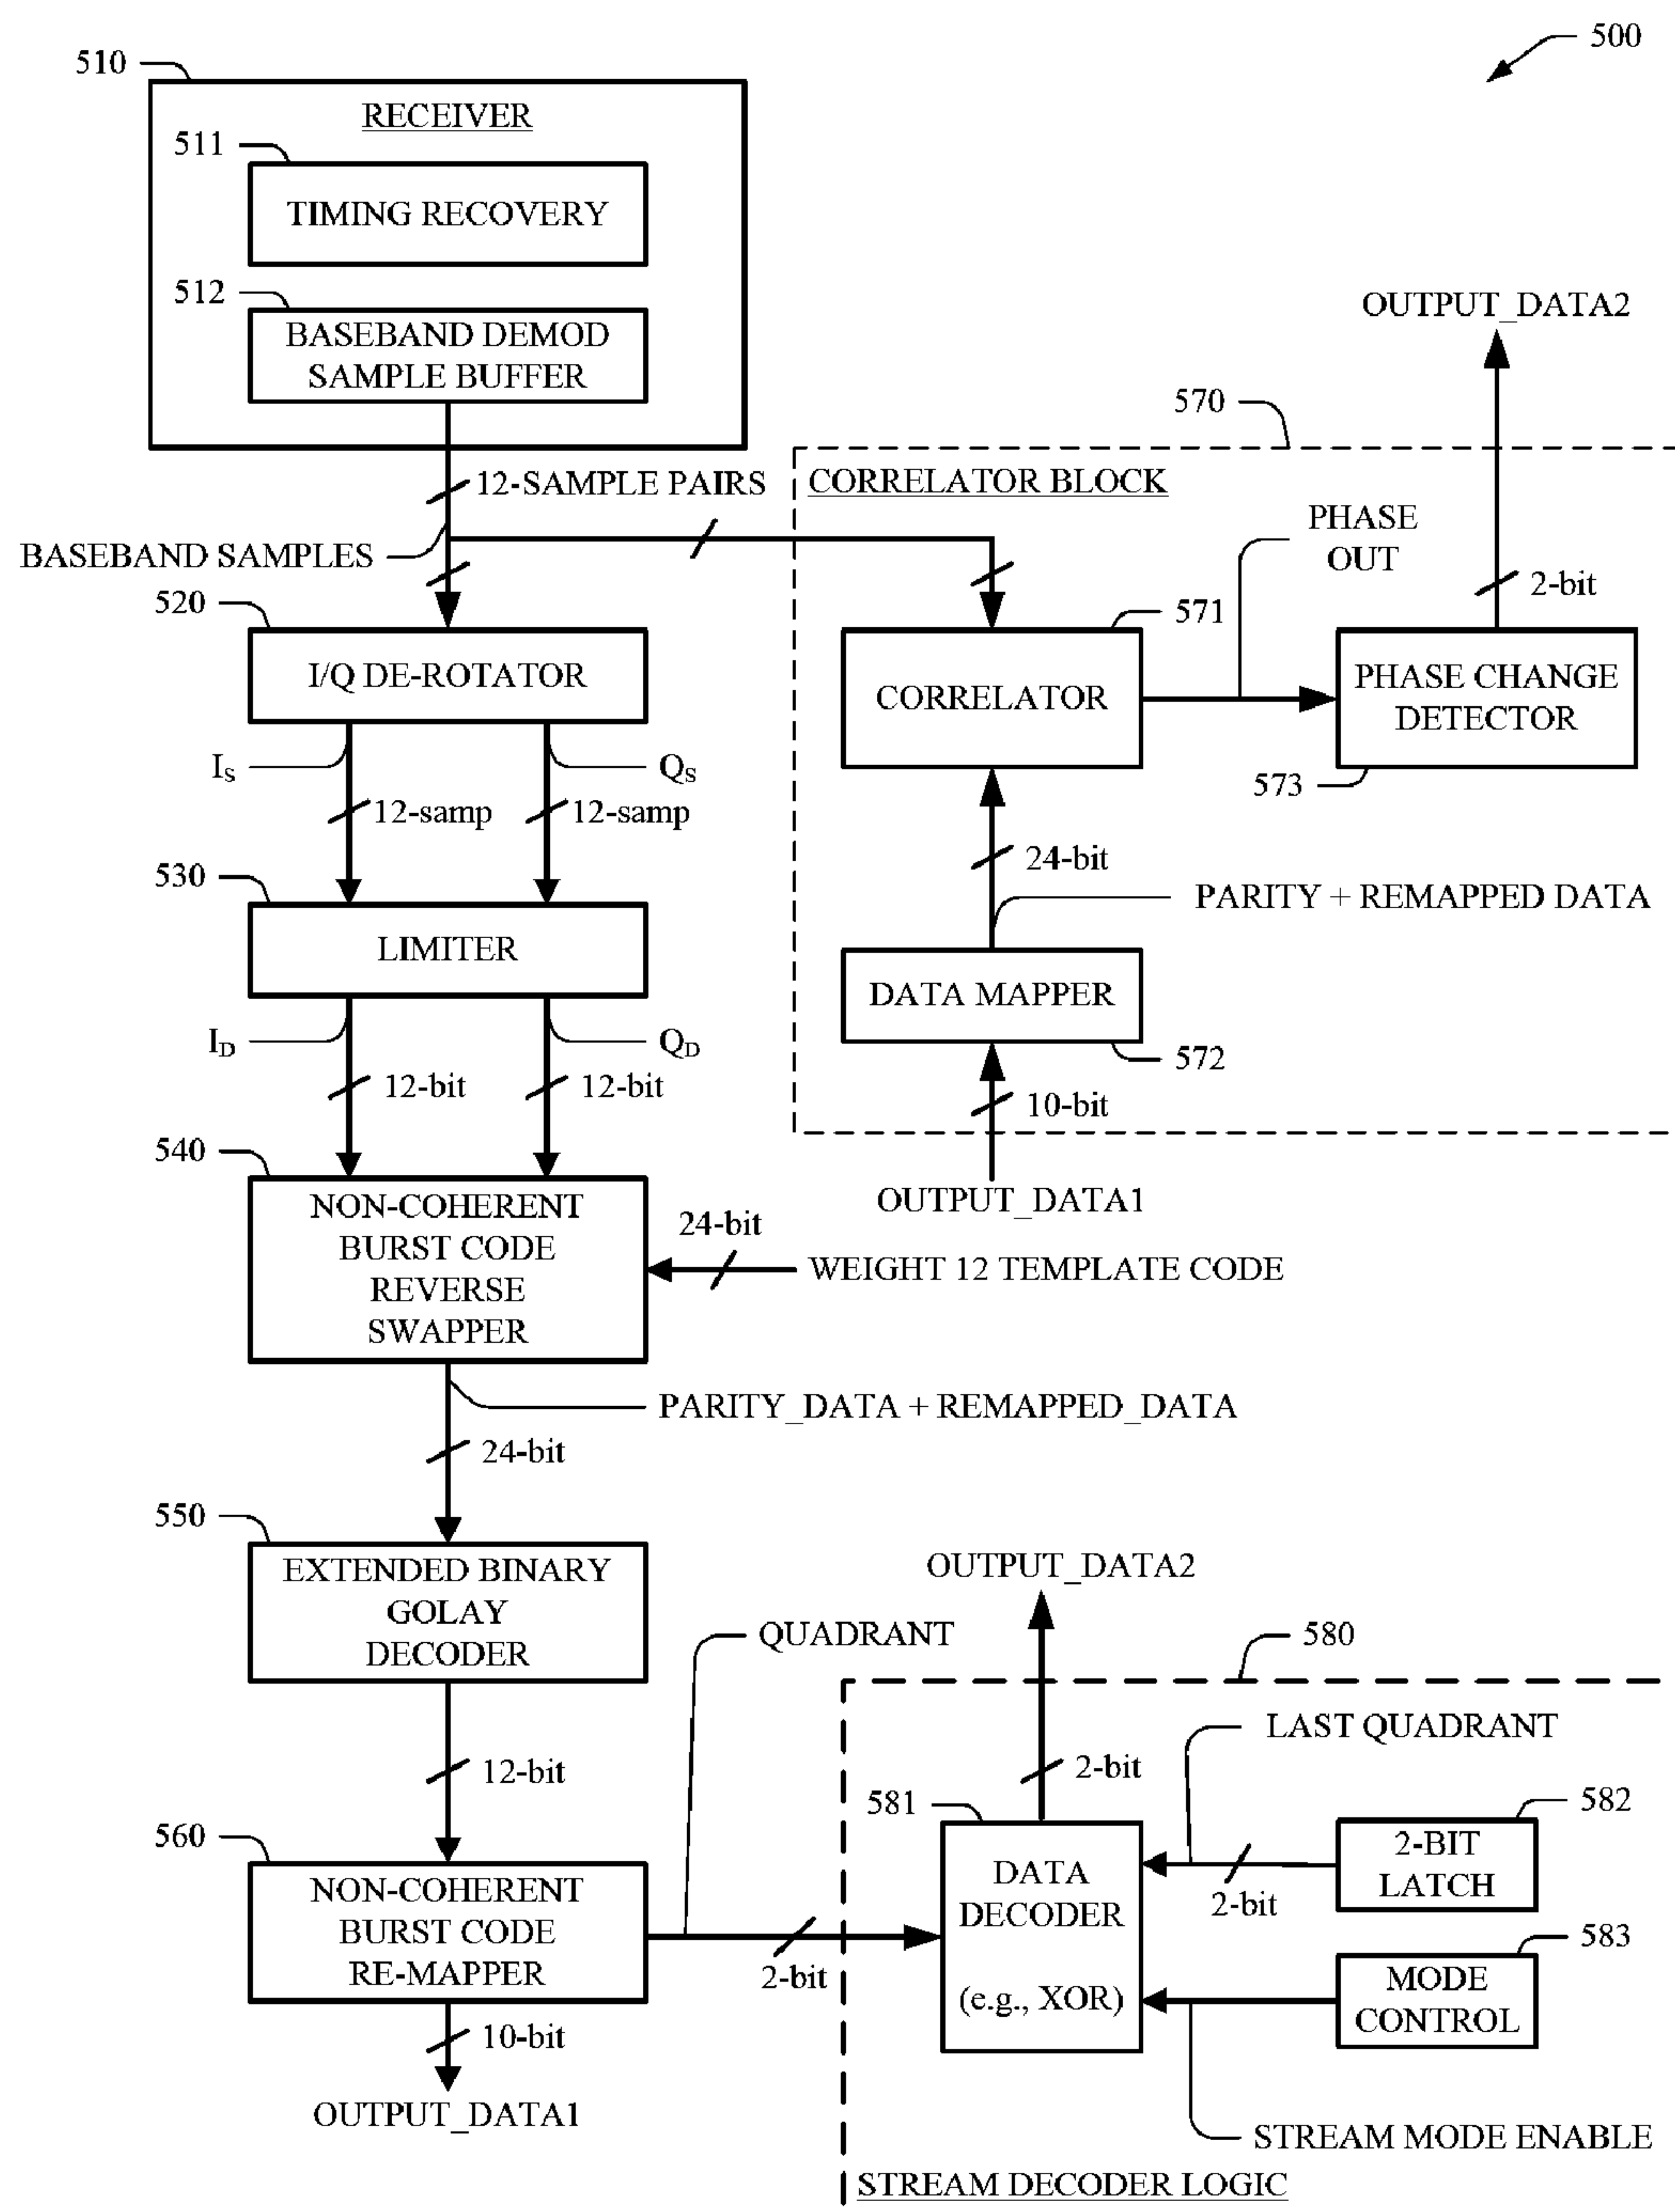 500
510
RECEIVER
511
TIMING RECOVERY
512
BASEBAND DEMOD
SAMPLE BUFFER
OUTPUT_DATA2
570
12-SAMPLE PAIRS
CORRELATOR BLOCK
BASEBAND SAMPLES
PHASE
OUT
2-bit
520
I/Q DE-ROTATOR
571
CORRELATOR
PHASE CHANGE
DETECTOR
573
IS
QS
12-samp
12-samp
24-bit
PARITY + REMAPPED DATA
530
LIMITER
DATA MAPPER
572
ID
QD
12-bit
12-bit
10-bit
OUTPUT_DATA1
540
NON-COHERENT
BURST CODE
REVERSE
SWAPPER
24-bit
WEIGHT 12 TEMPLATE CODE
PARITY_DATA + REMAPPED_DATA
24-bit
550
EXTENDED BINARY
GOLAY
DECODER
OUTPUT_DATA2
QUADRANT
580
12-bit
LAST QUADRANT
2-bit
581
582
2-BIT
LATCH
2-bit
560
NON-COHERENT
BURST CODE
RE-MAPPER
2-bit
DATA
DECODER
(e.g., XOR)
583
MODE
CONTROL
10-bit
OUTPUT_DATA1
STREAM MODE ENABLE
STREAM DECODER LOGIC